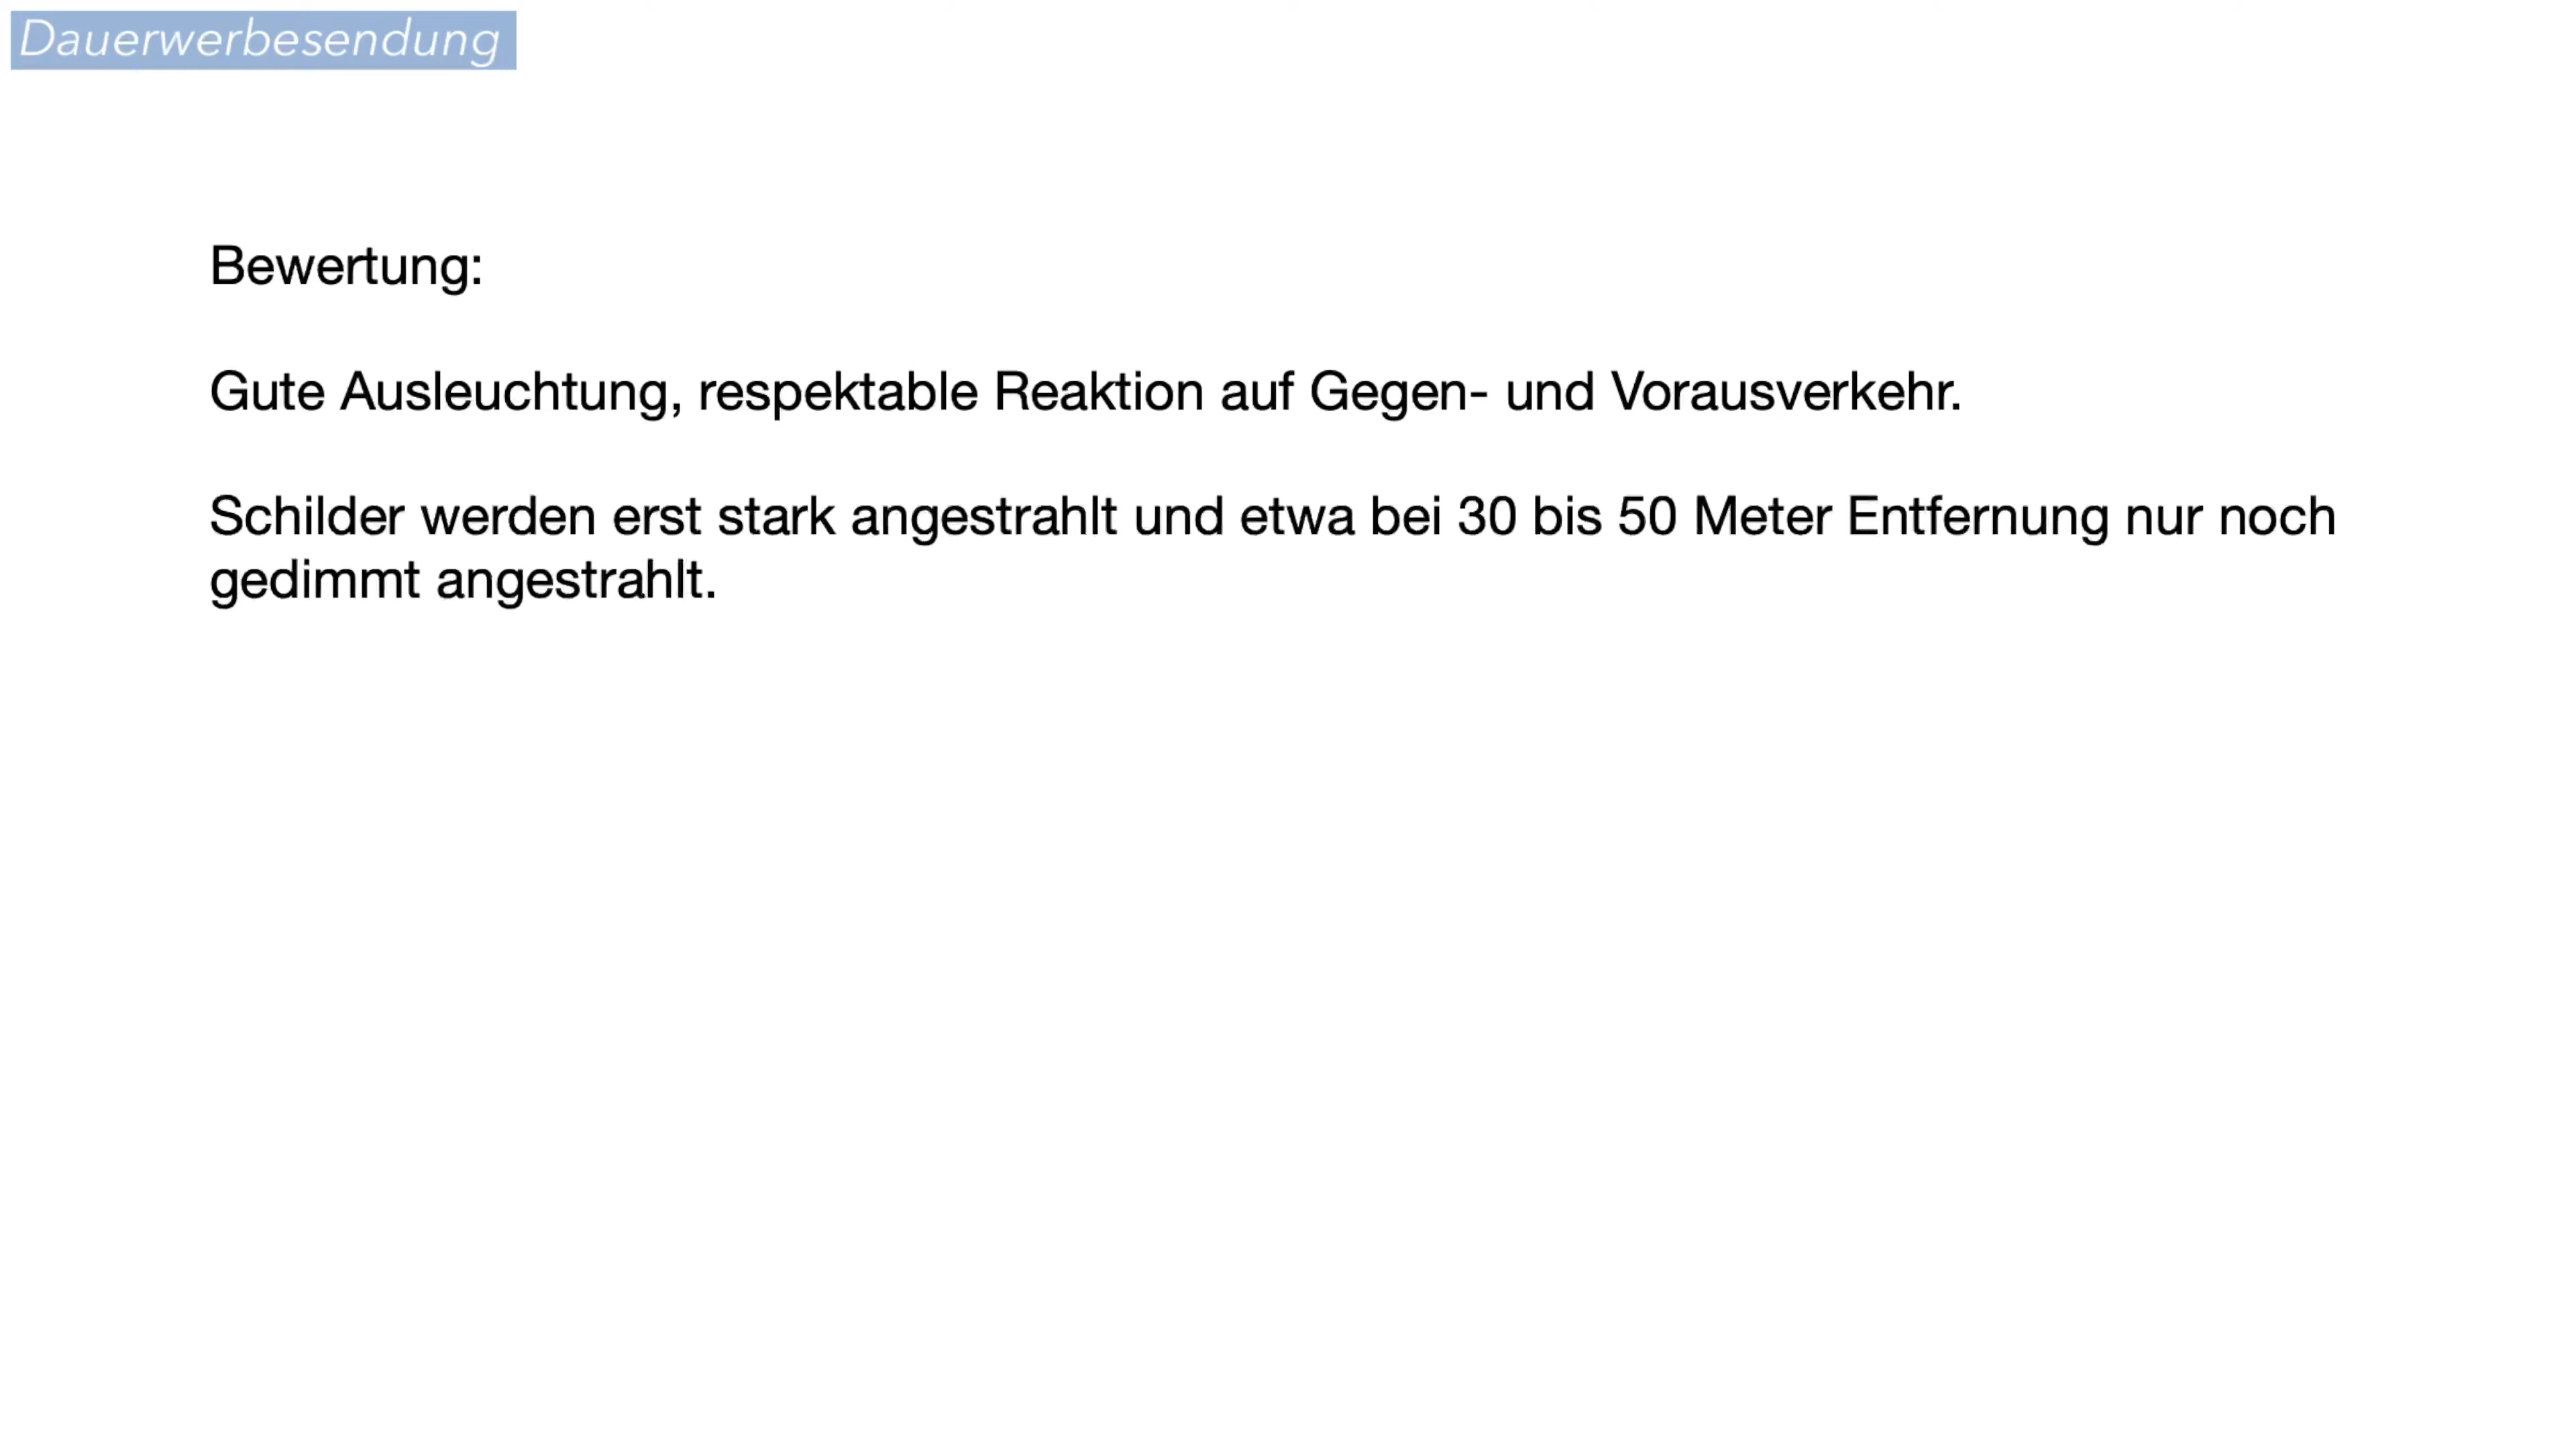 Dauerwerbesendung
Bewertung:
Gute Ausleuchtung, respektable Reaktion auf Gegen- und Vorausverkehr.
Schilder werden erst stark angestrahlt und etwa bei 30 bis 50 Meter Entfernung nur noch
gedimmt angestrahlt.